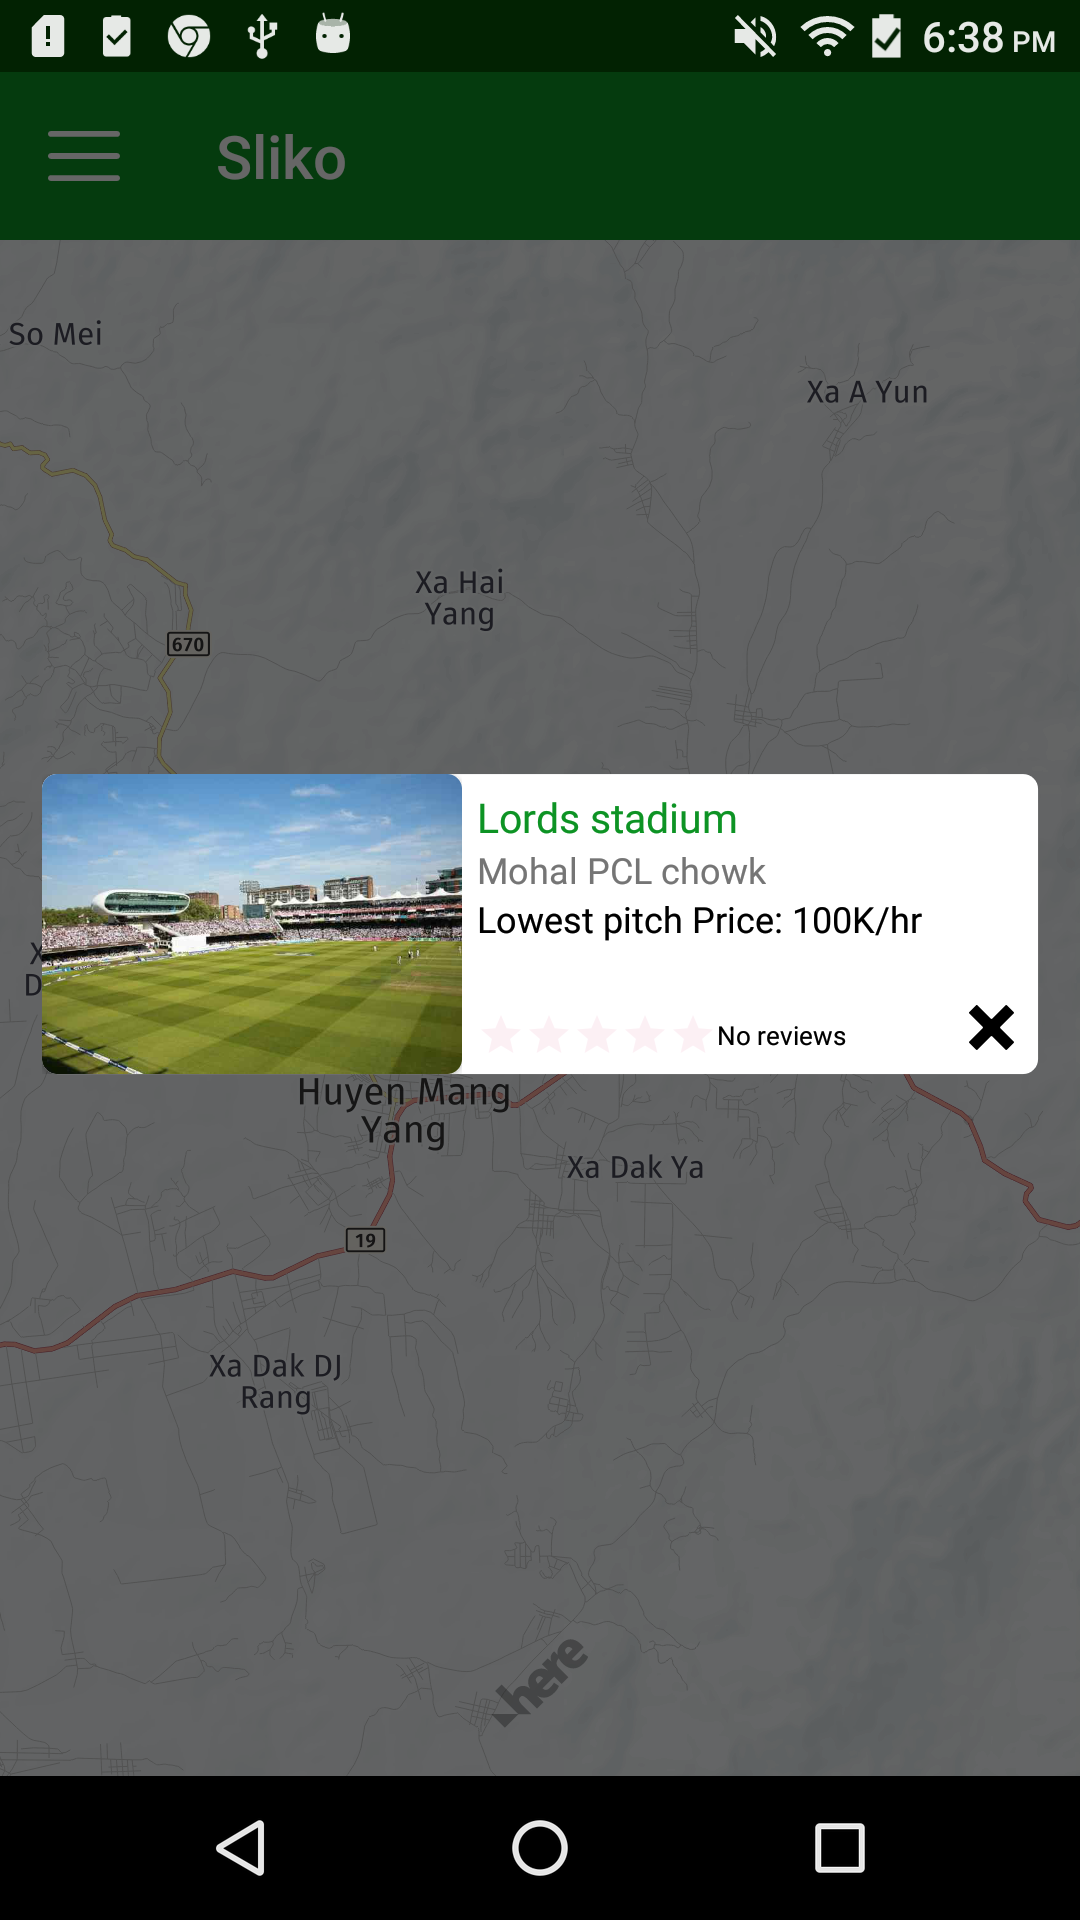 6:38 PM
Sliko
So Mei
Xa A Yun
Xa Hai
Yang
670
Lords stadium
Mohal PCL chowk
Lowest pitch Price: 100K/hr
X
D
No reviews
Huyen Mang
Yang
Xa Dak Ya
19
Xa Dak DJ
Rang
here